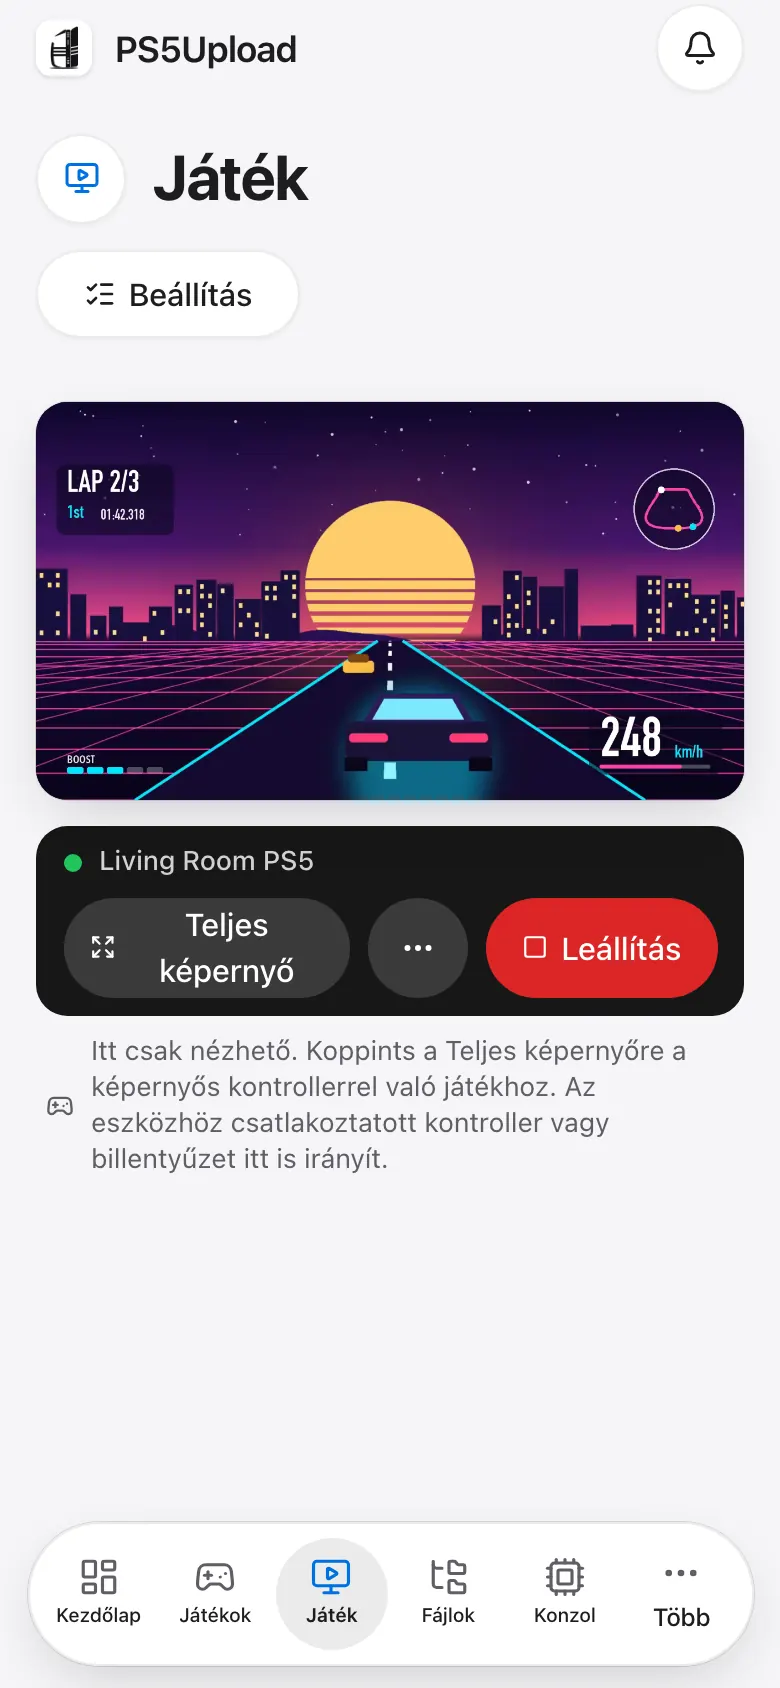 PS5Upload
Játék
Beállítás
LAP 2/3
1st 01:42.318
BOOST
248 km/h
Living Room PS5
Teljes
képernyő
Leállítás
Itt csak nézhető. Koppints a Teljes képernyőre a
képernyős kontrollerrel való játékhoz. Az
eszközhöz csatlakoztatott kontroller vagy
billentyűzet itt is irányít.
Kezdőlap
Játékok
Játék
Fájlok
Konzol
Több